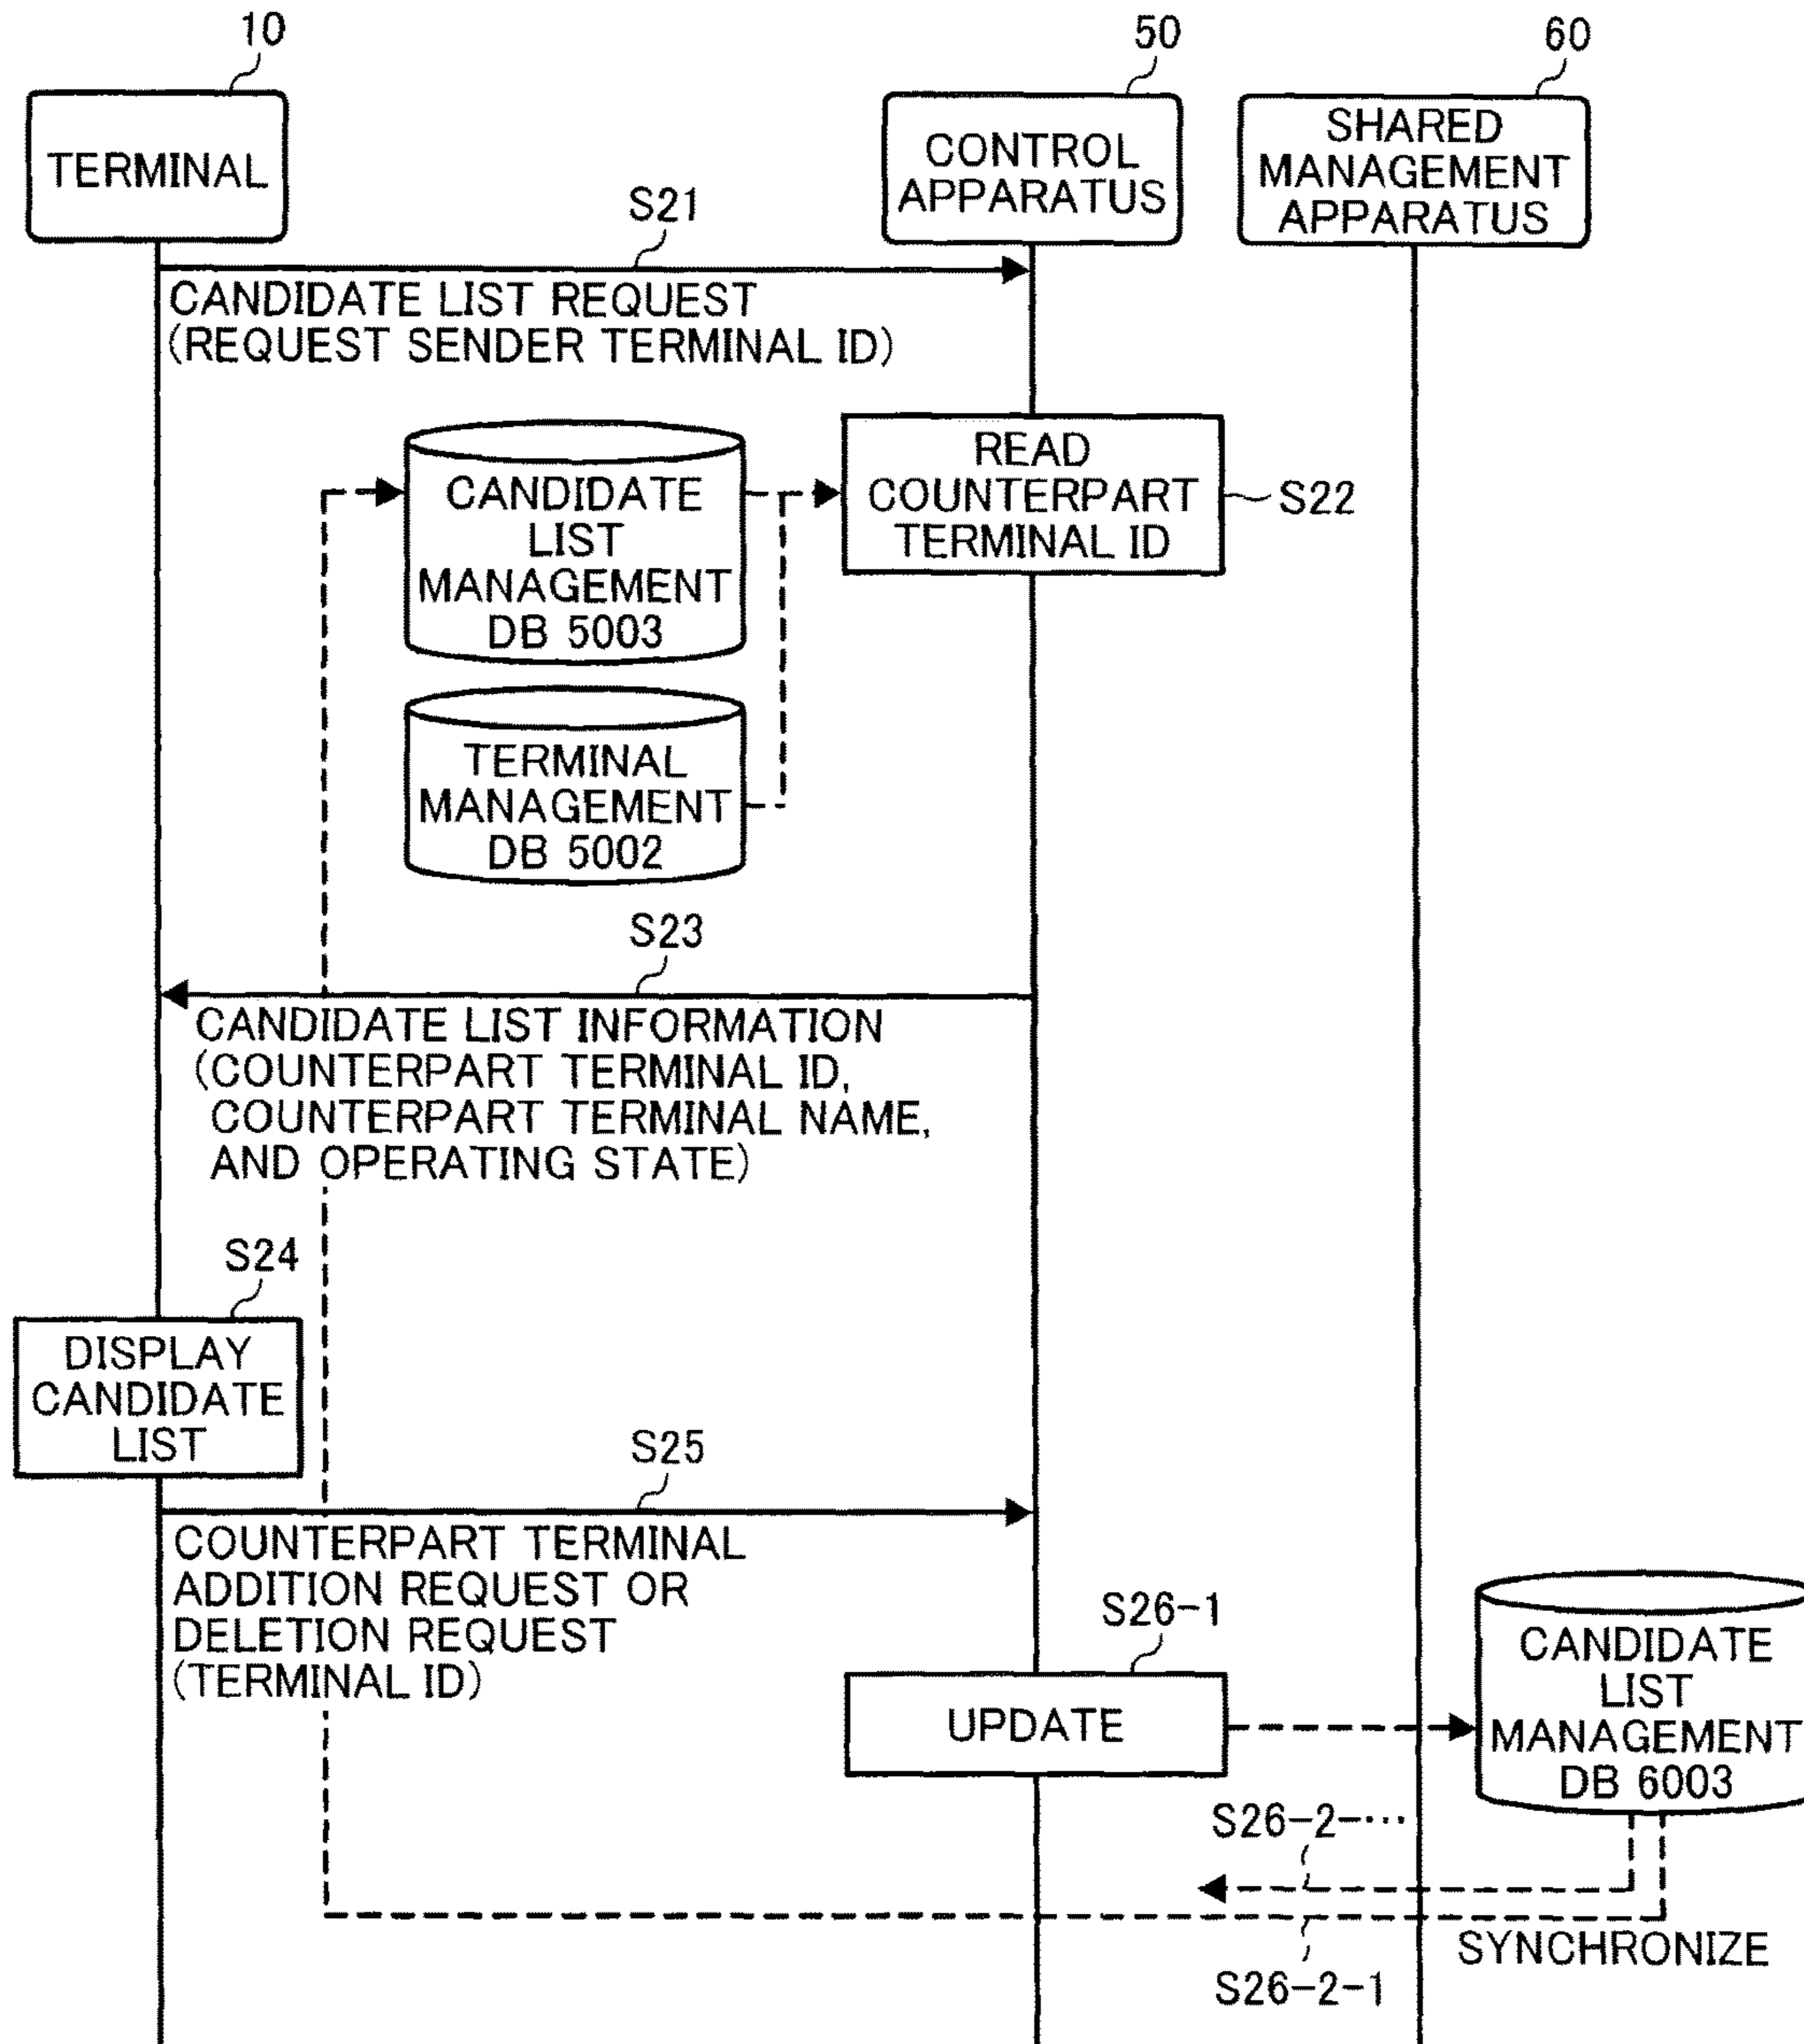 10
50
60
TERMINAL
CONTROL
APPARATUS
SHARED
MANAGEMENT
APPARATUS
S21
CANDIDATE LIST REQUEST
(REQUEST SENDER TERMINAL ID)
CANDIDATE
LIST
MANAGEMENT
DB 5003
READ
COUNTERPART
TERMINAL ID
S22
TERMINAL
MANAGEMENT
DB 5002
S23
CANDIDATE LIST INFORMATION
(COUNTERPART TERMINAL ID,
COUNTERPART TERMINAL NAME,
AND OPERATING STATE)
S24
DISPLAY
CANDIDATE
LIST
S25
COUNTERPART TERMINAL
ADDITION REQUEST OR
DELETION REQUEST
(TERMINAL ID)
S26-1
UPDATE
CANDIDATE
LIST
MANAGEMENT
DB 6003
S26-2-…
SYNCHRONIZE
S26-2-1